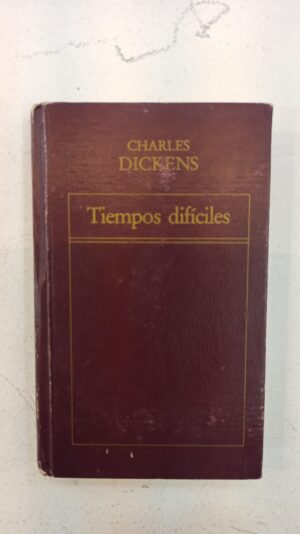 CHARLES
DICKENS
Tiempos difíciles